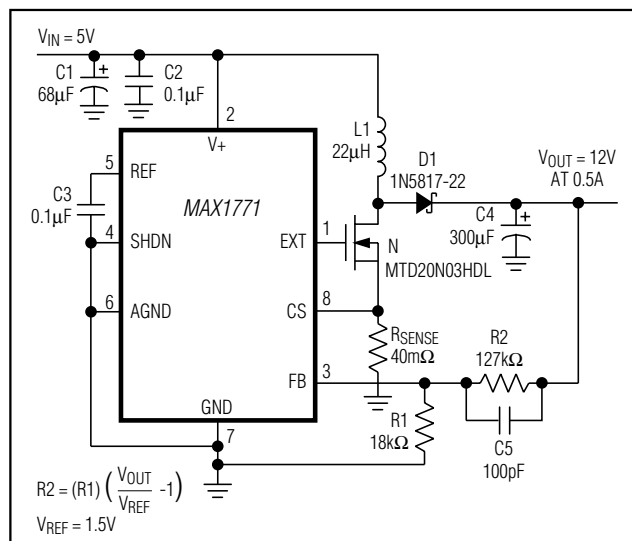 V_IN = 5V
C1
68µF
C2
0.1µF
2
V+
L1
22µH
D1
1N5817-22
V_OUT = 12V
AT 0.5A
5
REF
C3
0.1µF
MAX1771
4
SHDN
EXT
1
N
MTD20N03HDL
C4
300µF
6
AGND
CS
8
R_SENSE
40mΩ
R2
127kΩ
FB
3
GND
7
R1
18kΩ
C5
100pF
R2 = (R1) (V_OUT/V_REF -1)
V_REF = 1.5V